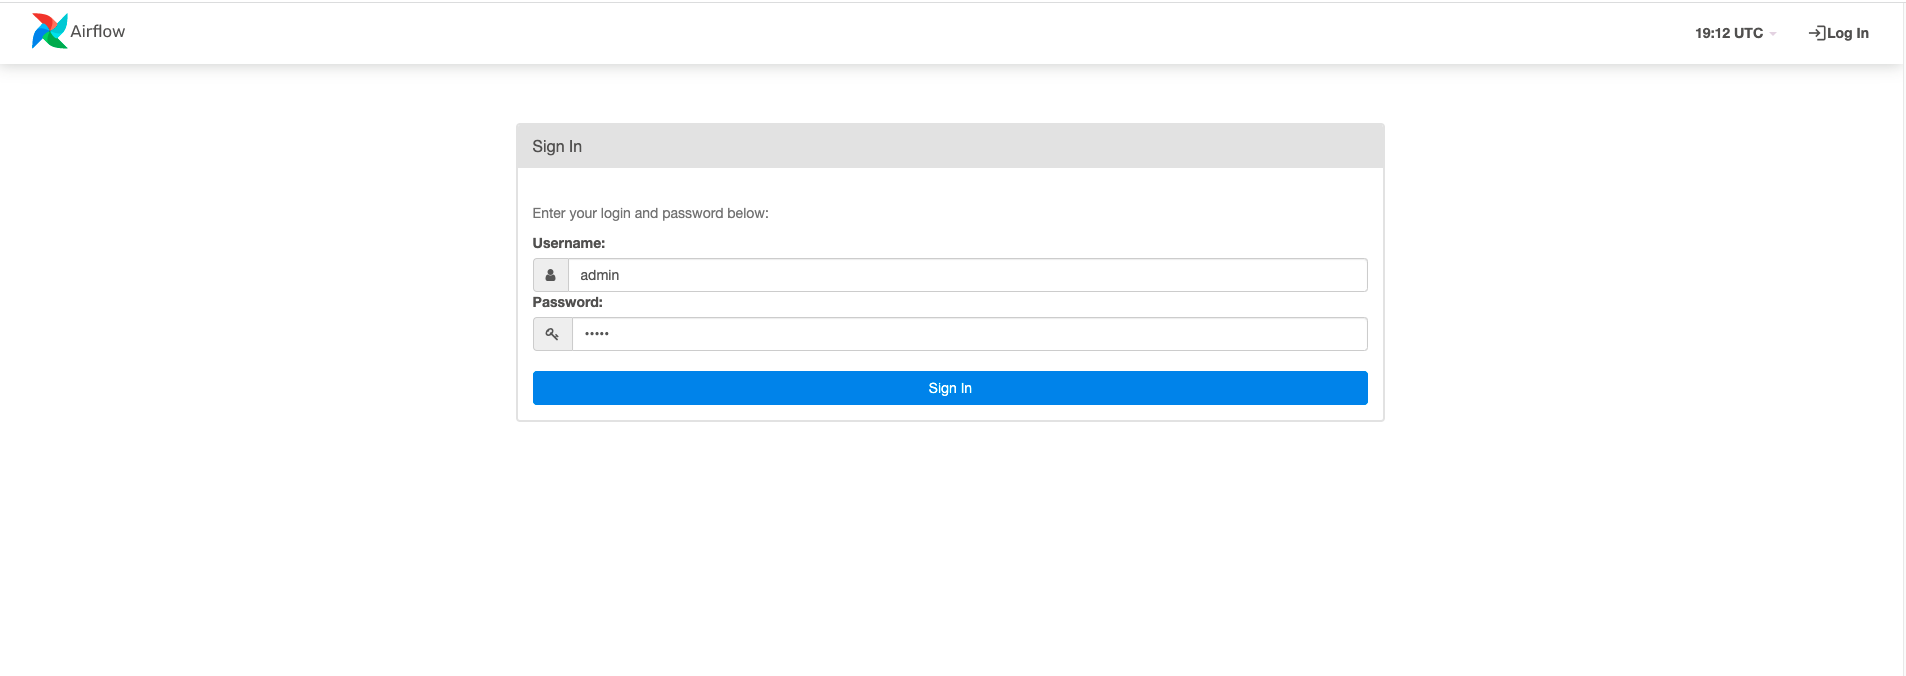 Airflow
19:12 UTC
Log In
Sign In
Enter your login and password below:
Username:
admin
Password:
•••••
Sign In